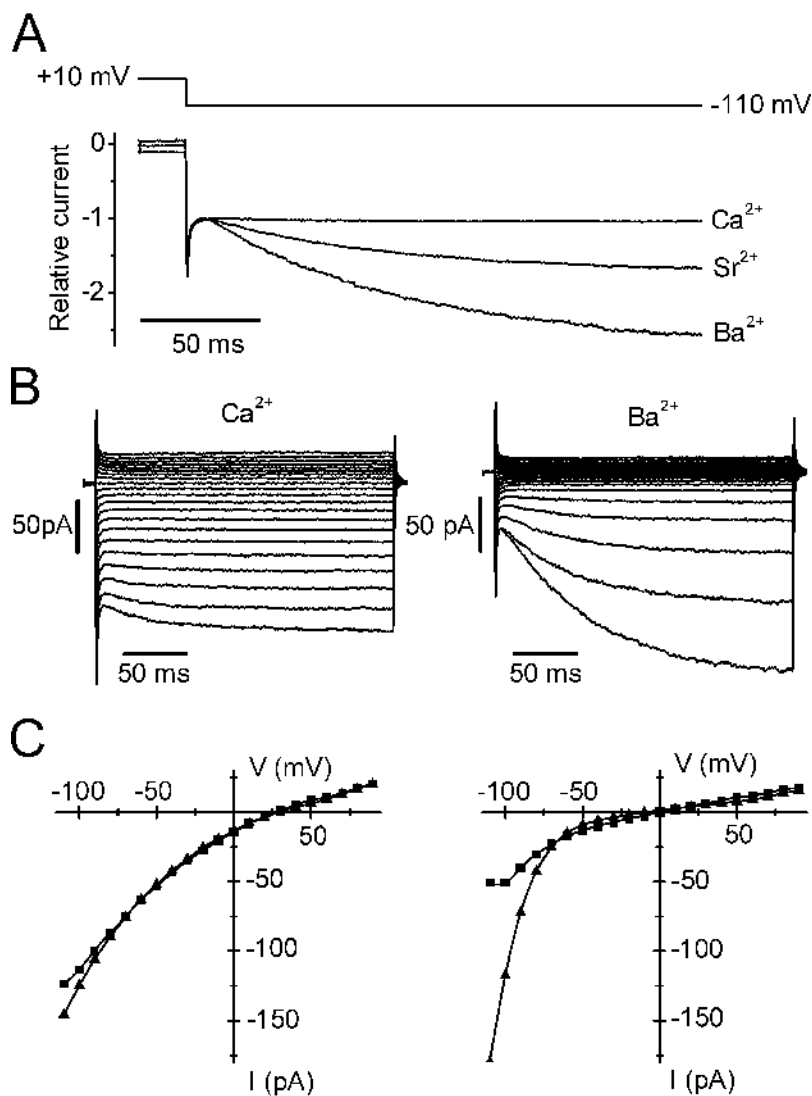 A
+10 mV
-110 mV
Relative current
0
-1
-2
Ca²⁺
Sr²⁺
Ba²⁺
50 ms
B
Ca²⁺
Ba²⁺
50pA
50 pA
50 ms
50 ms
C
V (mV)
V (mV)
-100
-50
50
-100
-50
50
-50
-100
-150
-50
-100
-150
I (pA)
I (pA)